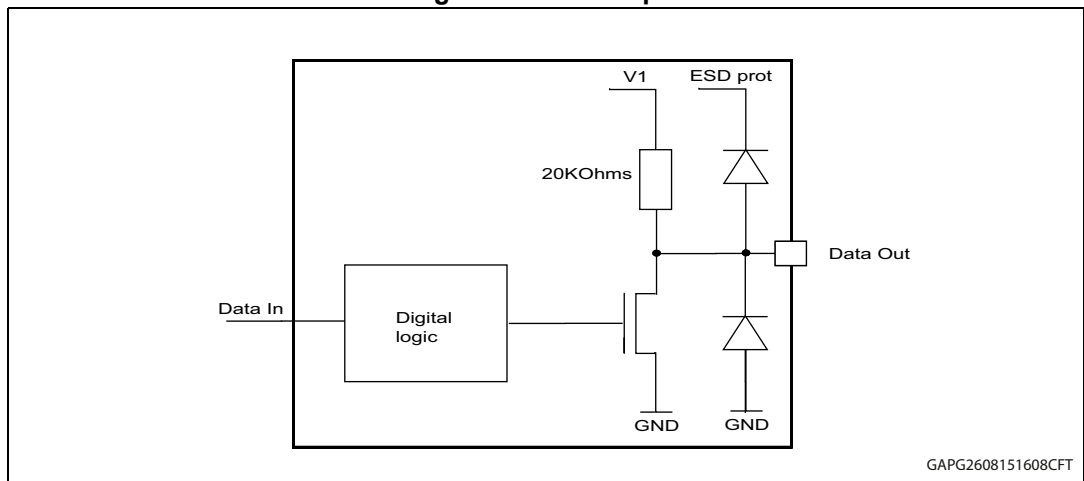 V1
ESD prot
20KOhms
Data Out
Data In
Digital
logic
GND
GND
GAPG2608151608CFT